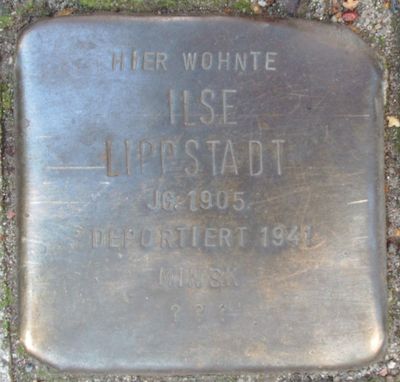 HIER WOHNTE
ILSE
LIPPSTADT
JG. 1905
DEPORTIERT 1941
MINSK
? ? ?